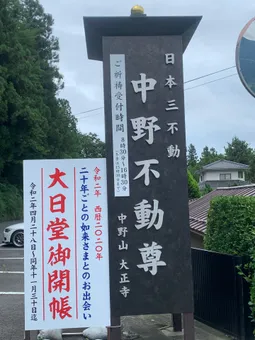 日本三不動
中野不動尊
中野山 大正寺
ご祈祷受付時間
令和二年 西暦二〇二〇年
二十年ごとの如来さまとのお出会い
大日堂御開帳
令和二年四月二十八日~同年十一月三十日迄